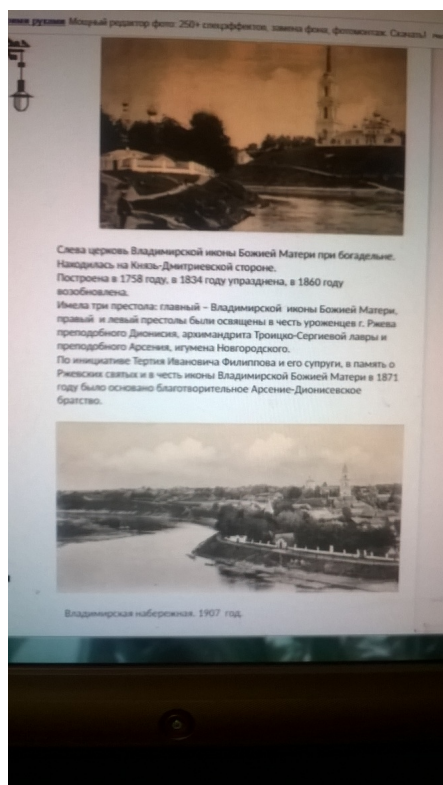 ними руками Мощный редактор фото: 250+ спецэффектов, замена фона, фотомонтаж. Скачать!
Слева церковь Владимирской иконы Божией Матери при богадельне.
Находилась на Князь-Дмитриевской стороне.
Построена в 1758 году, в 1834 году упразднена, в 1860 году
возобновлена.
Имела три престола: главный – Владимирской иконы Божией Матери,
правый и левый престолы были освящены в честь уроженцев г. Ржева
преподобного Дионисия, архимандрита Троицко-Сергиевой лавры и
преподобного Арсения, игумена Новгородского.
По инициативе Тертия Ивановича Филиппова и его супруги, в память о
Ржевских святых и в честь иконы Владимирской Божией Матери в 1871
году было основано благотворительное Арсение-Дионисевское
братство.
Владимирская набережная. 1907 год.